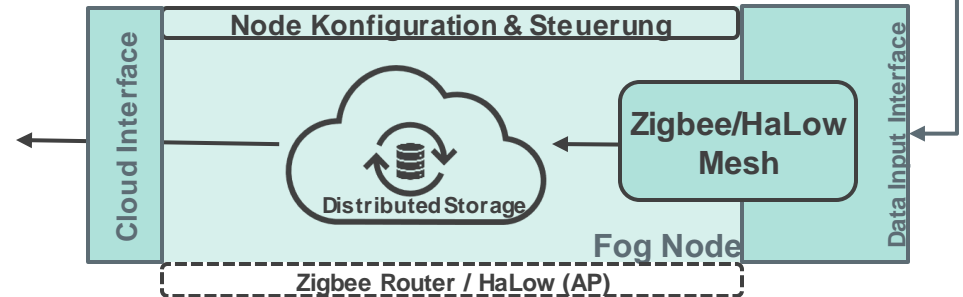 Node Konfiguration & Steuerung
Cloud Interface
Distributed Storage
Zigbee/HaLow
Mesh
Data Input Interface
Fog Node
Zigbee Router / HaLow (AP)